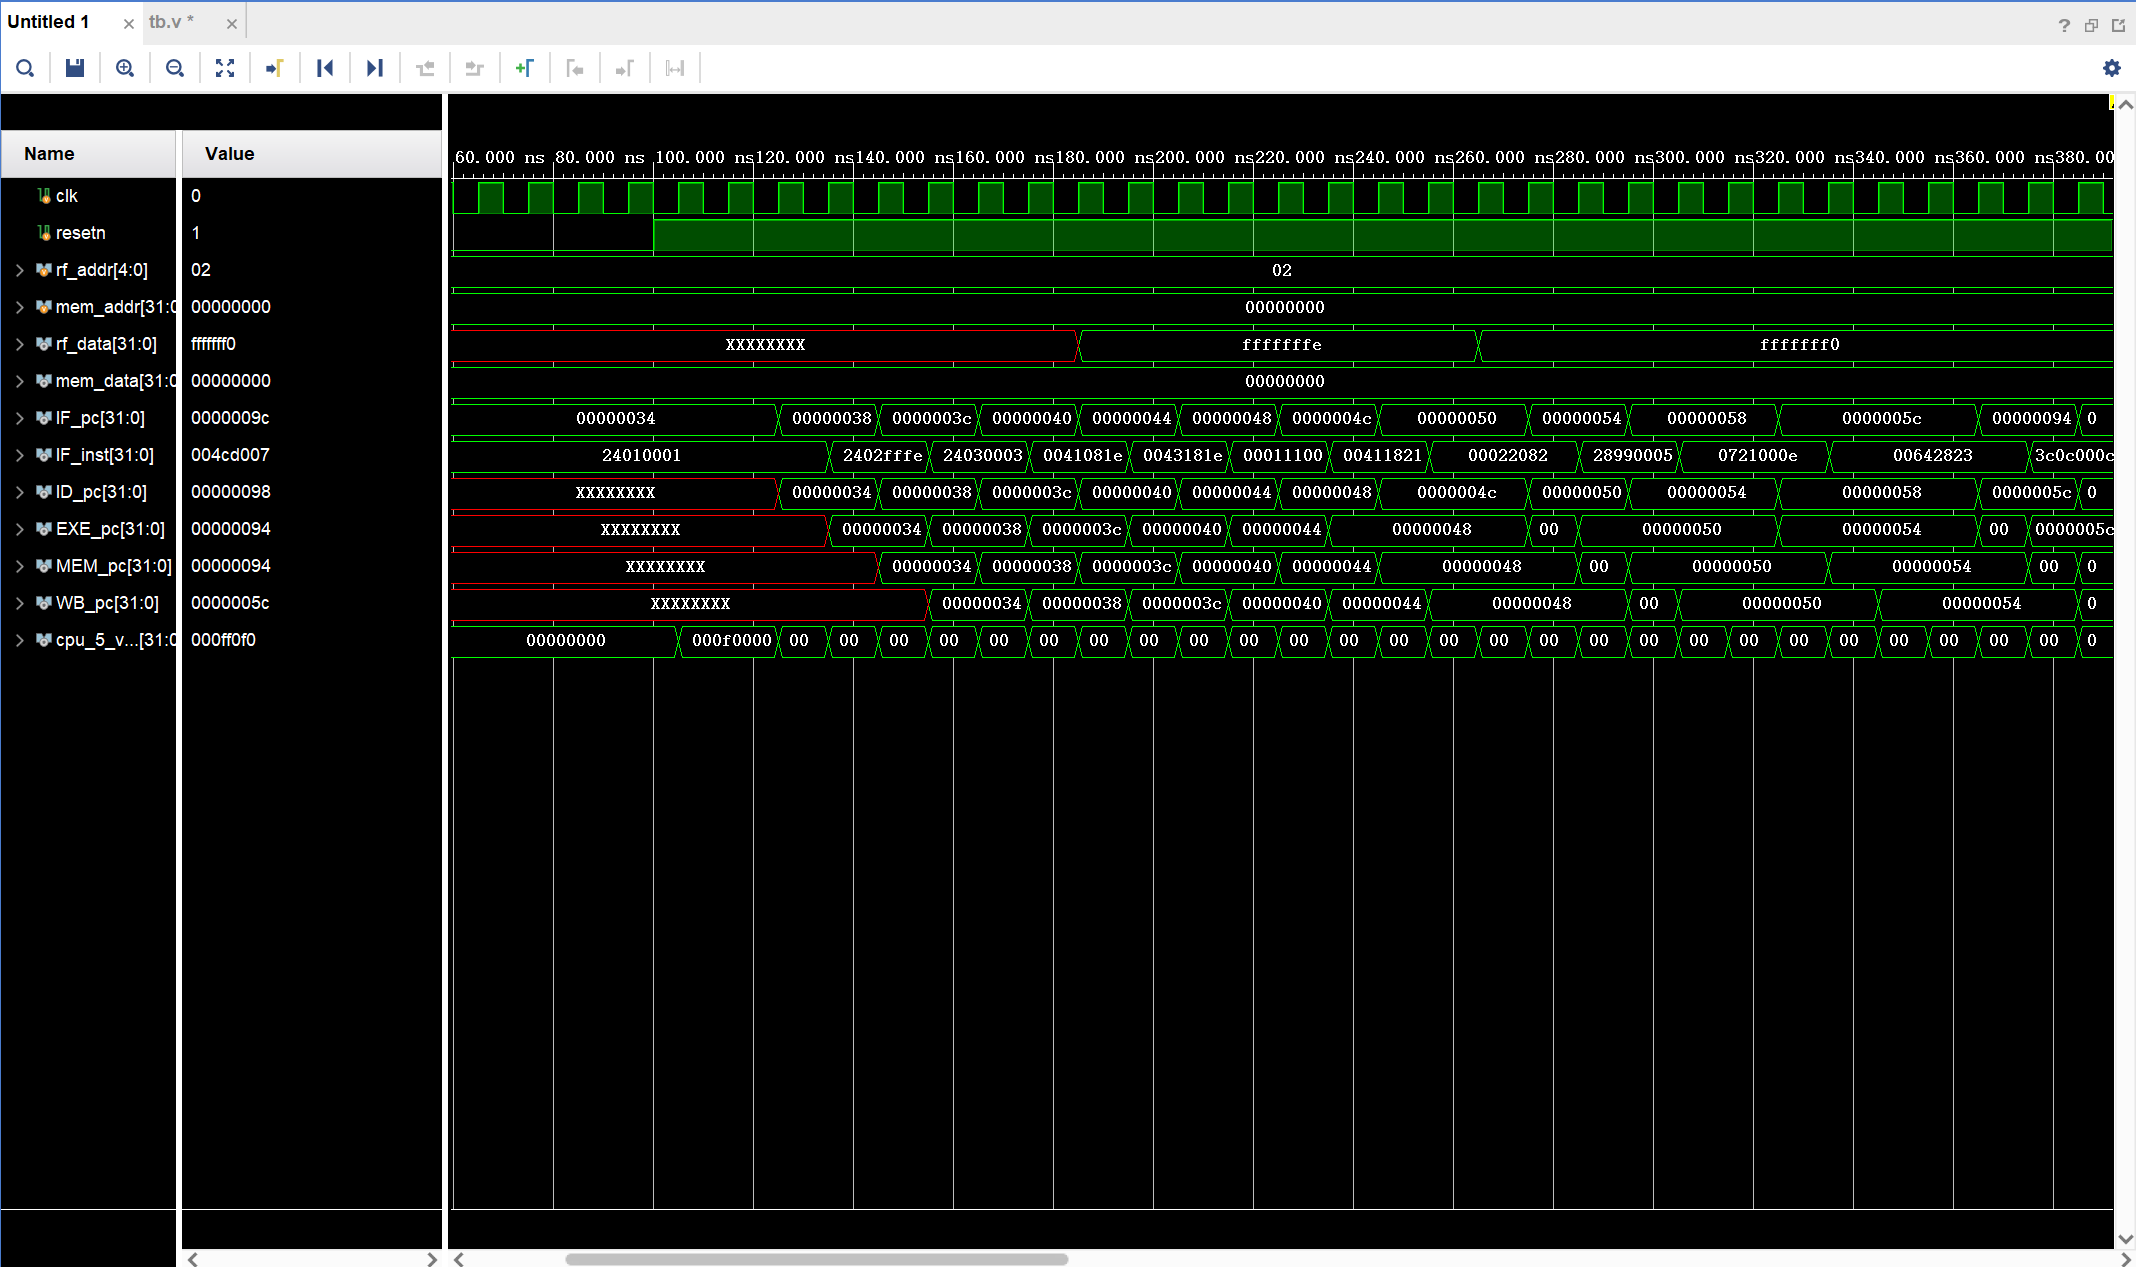 Untitled 1 × tb.v * ×
?
Name Value
60.000 ns 80.000 ns 100.000 ns 120.000 ns 140.000 ns 160.000 ns 180.000 ns 200.000 ns 220.000 ns 240.000 ns 260.000 ns 280.000 ns 300.000 ns 320.000 ns 340.000 ns 360.000 ns 380.00
clk 0
resetn 1
rf_addr[4:0] 02 02
mem_addr[31:0 00000000 00000000
rf_data[31:0] fffffff0 XXXXXXXX fffffffe fffffff0
mem_data[31:0 00000000 00000000
IF_pc[31:0] 0000009c 00000034 00000038 0000003c 00000040 00000044 00000048 0000004c 00000050 00000054 00000058 0000005c 00000094 0
IF_inst[31:0] 004cd007 24010001 2402fffe 24030003 0041081e 0043181e 00011100 00411821 00022082 28990005 0721000e 00642823 3c0c000c
ID_pc[31:0] 00000098 XXXXXXXX 00000034 00000038 0000003c 00000040 00000044 00000048 0000004c 00000050 00000054 00000058 0000005c 0
EXE_pc[31:0] 00000094 XXXXXXXX 00000034 00000038 0000003c 00000040 00000044 00000048 00 00000050 00000054 00 0000005c
MEM_pc[31:0] 00000094 XXXXXXXX 00000034 00000038 0000003c 00000040 00000044 00000048 00 00000050 00000054 00 0
WB_pc[31:0] 0000005c XXXXXXXX 00000034 00000038 0000003c 00000040 00000044 00000048 00 00000050 00000054 0
cpu_5_v...[31:0 000ff0f0 00000000 000f0000 00 00 00 00 00 00 00 00 00 00 00 00 00 00 00 00 00 00 00 00 00 00 00 00 00 00 0